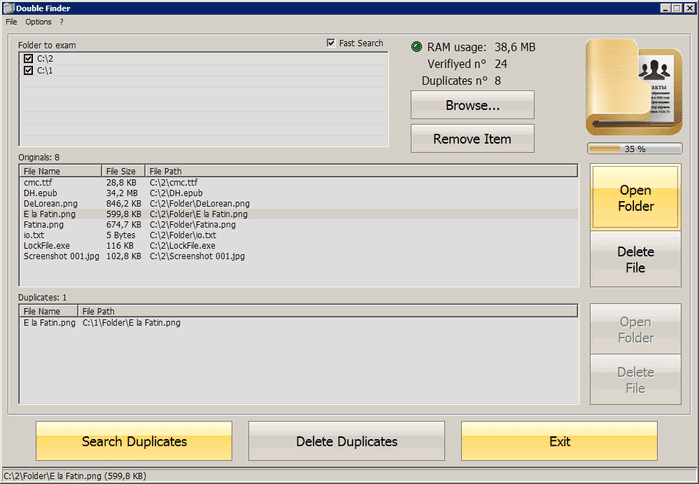 Double Finder
File Options ?
Folder to exam
Fast Search
C:\2
C:\1
RAM usage: 38,6 MB
Verifiyed n° 24
Duplicates n° 8
Browse...
Remove Item
35 %
Originals: 8
File Name File Size File Path
cmc.ttf 28,8 KB C:\2\cmc.ttf
DH.epub 34,2 MB C:\2\DH.epub
DeLorean.png 846,2 KB C:\2\Folder\DeLorean.png
E la Fatin.png 599,8 KB C:\2\Folder\E la Fatin.png
Fatina.png 674,7 KB C:\2\Folder\Fatina.png
io.txt 5 Bytes C:\2\Folder\io.txt
LockFile.exe 116 KB C:\2\LockFile.exe
Screenshot 001.jpg 102,8 KB C:\2\Screenshot 001.jpg
Open
Folder
Delete
File
Duplicates: 1
File Name File Path
E la Fatin.png C:\1\Folder\E la Fatin.png
Open
Folder
Delete
File
Search Duplicates
Delete Duplicates
Exit
C:\2\Folder\E la Fatin.png (599,8 KB)